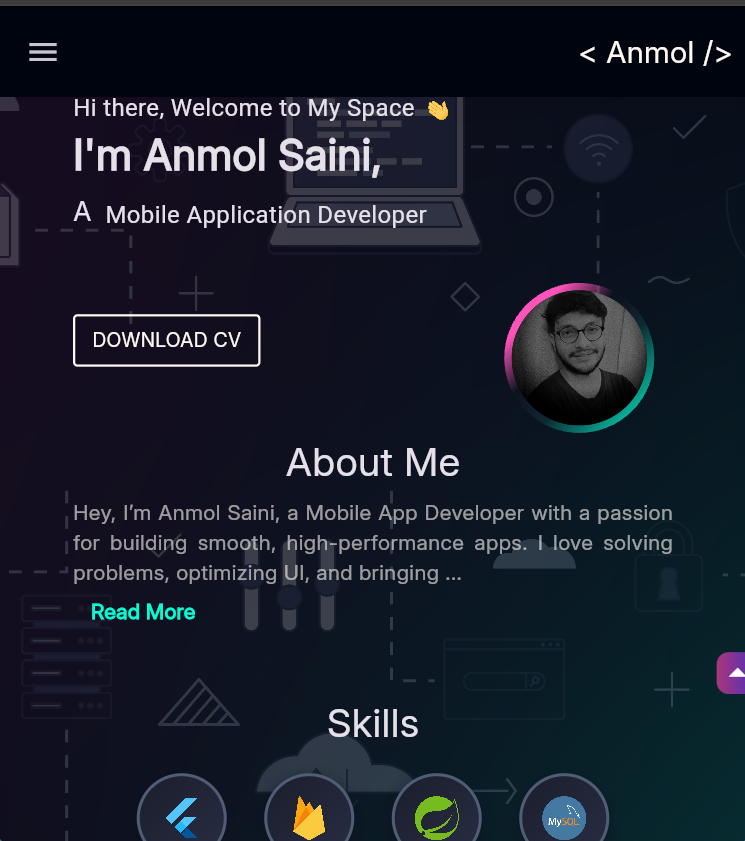 < Anmol />
Hi there, Welcome to My Space 👋
I'm Anmol Saini,
A Mobile Application Developer
DOWNLOAD CV
About Me
Hey, I'm Anmol Saini, a Mobile App Developer with a passion
for building smooth, high-performance apps. I love solving
problems, optimizing UI, and bringing ...
Read More
Skills
MySQL